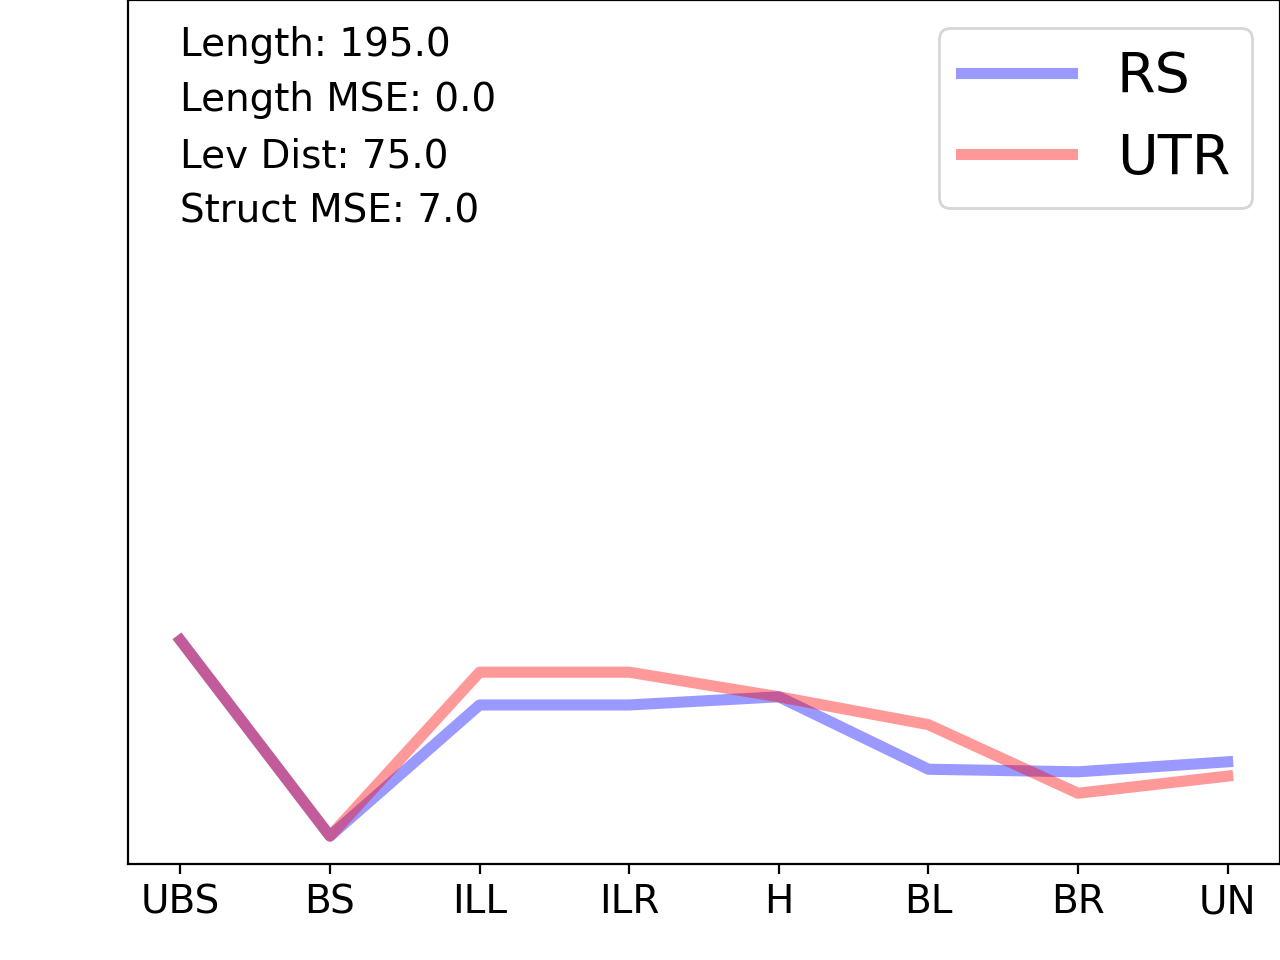 Length: 195.0
Length MSE: 0.0
Lev Dist: 75.0
Struct MSE: 7.0
RS
UTR
UBS BS ILL ILR H BL BR UN